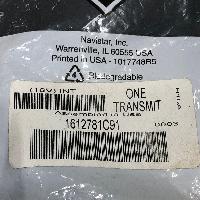 Navistar, Inc.
Warrenville, IL 60555 USA
Printed in USA - 1017748R5
Biodegradable
ONE
TRANSMIT
1612781C91